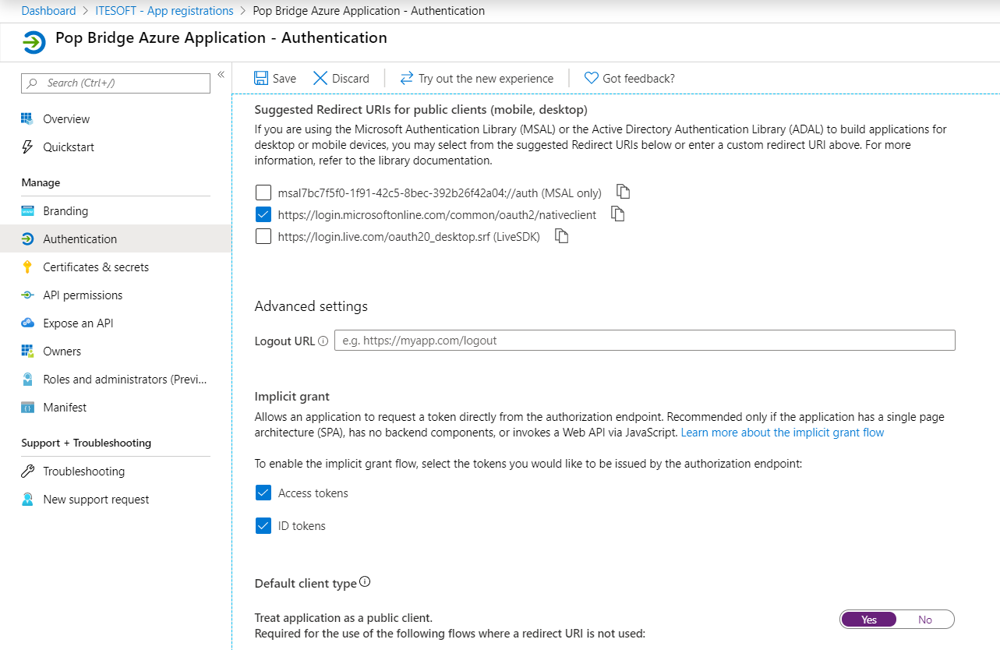 Dashboard > ITESOFT - App registrations > Pop Bridge Azure Application - Authentication
Pop Bridge Azure Application - Authentication
Search (Ctrl+/)
«
Overview
Quickstart
Manage
Branding
Authentication
Certificates & secrets
API permissions
Expose an API
Owners
Roles and administrators (Previ...
Manifest
Support + Troubleshooting
Troubleshooting
New support request
Save
Discard
Try out the new experience
Got feedback?
Suggested Redirect URIs for public clients (mobile, desktop)
If you are using the Microsoft Authentication Library (MSAL) or the Active Directory Authentication Library (ADAL) to build applications for
desktop or mobile devices, you may select from the suggested Redirect URIs below or enter a custom redirect URI above. For more
information, refer to the library documentation.
msal7bc7f5f0-1f91-42c5-8bec-392b26f42a04://auth (MSAL only)
https://login.microsoftonline.com/common/oauth2/nativeclient
https://login.live.com/oauth20_desktop.srf (LiveSDK)
Advanced settings
Logout URL
e.g. https://myapp.com/logout
Implicit grant
Allows an application to request a token directly from the authorization endpoint. Recommended only if the application has a single page
architecture (SPA), has no backend components, or invokes a Web API via JavaScript. Learn more about the implicit grant flow
To enable the implicit grant flow, select the tokens you would like to be issued by the authorization endpoint:
Access tokens
ID tokens
Default client type
Treat application as a public client.
Required for the use of the following flows where a redirect URI is not used:
Yes
No